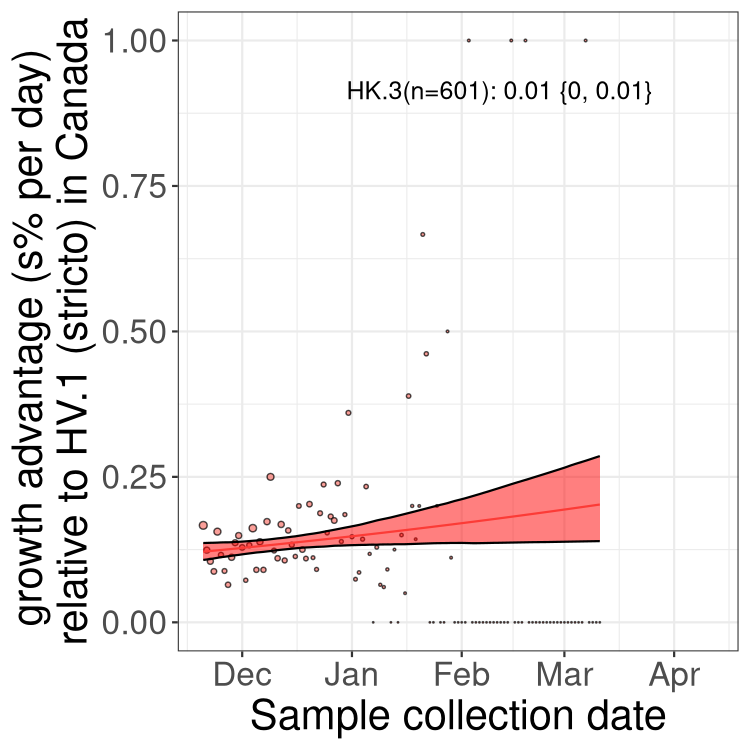 growth advantage (s% per day)
relative to HV.1 (stricto) in Canada
1.00
0.75
0.50
0.25
0.00
HK.3(n=601): 0.01 {0, 0.01}
Dec Jan Feb Mar Apr
Sample collection date